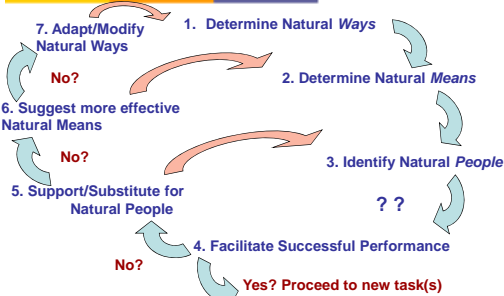 1. Determine Natural Ways
2. Determine Natural Means
3. Identify Natural People
? ?
4. Facilitate Successful Performance
Yes? Proceed to new task(s)
No?
5. Support/Substitute for
Natural People
No?
6. Suggest more effective
Natural Means
No?
7. Adapt/Modify
Natural Ways